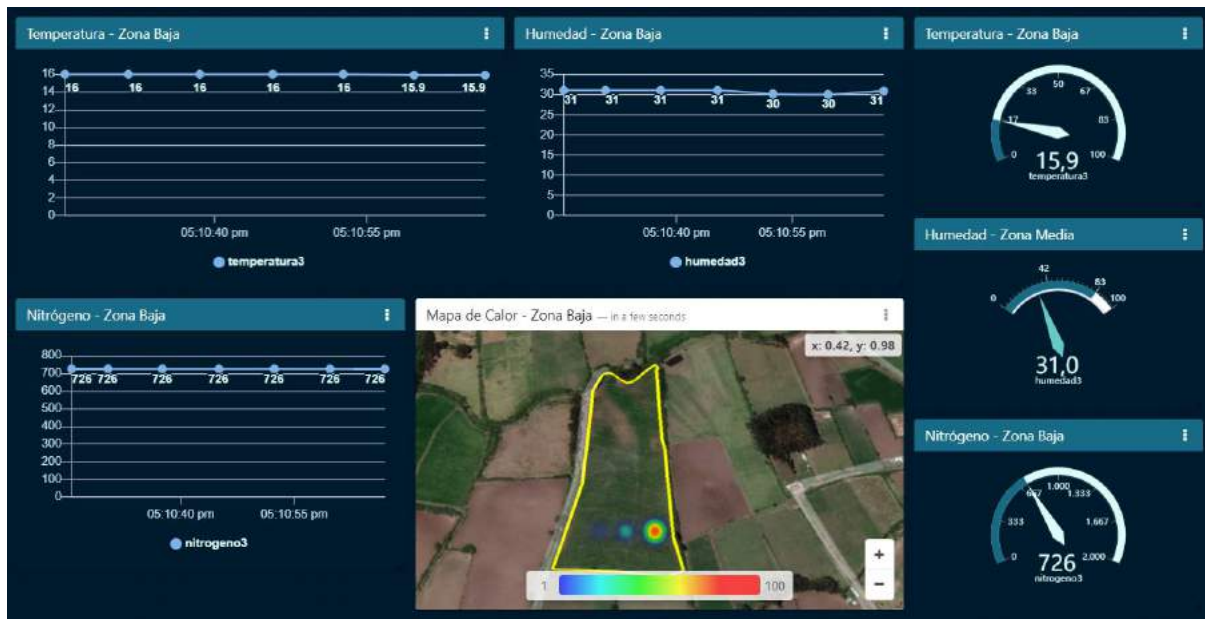 Temperatura - Zona Baja
16
14
12
10
8
6
4
2
0
16 16 16 16 16 15.9 15.9
05:10:40 pm 05:10:55 pm
temperatura3
Humedad - Zona Baja
35
30
25
20
15
10
5
0
31 31 31 31 30 30 31
05:10:40 pm 05:10:55 pm
humedad3
Temperatura - Zona Baja
0 17 33 50 67 83 100
15,9
temperatura3
Humedad - Zona Media
0 42 83 100
31,0
humedad3
Nitrógeno - Zona Baja
800
700
600
500
400
300
200
100
0
726 726 726 726 726 726
05:10:40 pm 05:10:55 pm
nitrogeno3
Mapa de Calor - Zona Baja — in a few seconds
x: 0.42, y: 0.98
+
−
1 100
Nitrógeno - Zona Baja
0 333 667 1.000 1.333 1.667 2.000
726
nitrogeno3